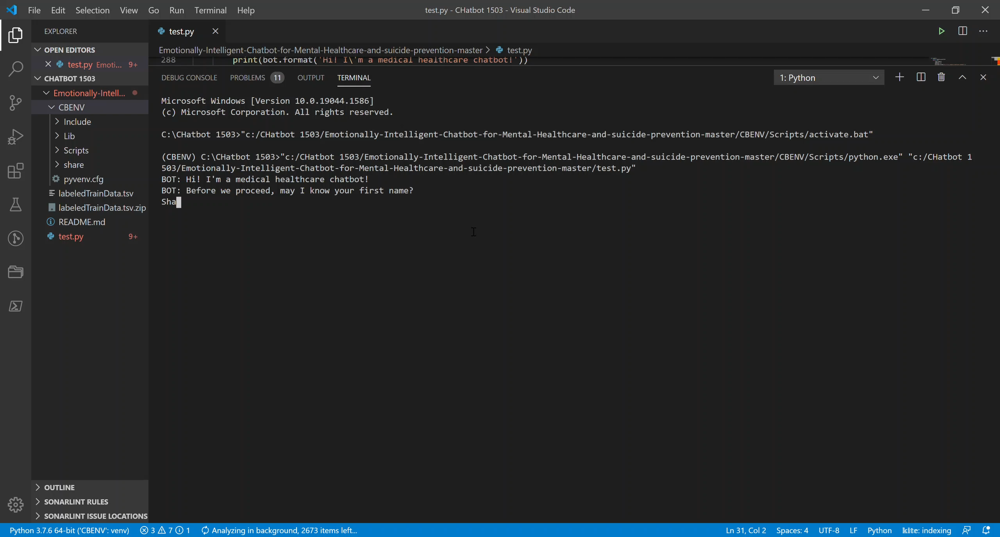 File Edit Selection View Go Run Terminal Help
test.py - CHatbot 1503 - Visual Studio Code
EXPLORER
OPEN EDITORS
test.py Emoti... 9+
CHATBOT 1503
Emotionally-Intell...
CBENV
Include
Lib
Scripts
share
pyvenv.cfg
labeledTrainData.tsv
labeledTrainData.tsv.zip
README.md
test.py 9+
OUTLINE
SONARLINT RULES
SONARLINT ISSUE LOCATIONS
test.py
Emotionally-Intelligent-Chatbot-for-Mental-Healthcare-and-suicide-prevention-master > test.py
288 print(bot.format('Hi! I\'m a medical healthcare chatbot!'))
DEBUG CONSOLE PROBLEMS 11 OUTPUT TERMINAL
1: Python
Microsoft Windows [Version 10.0.19044.1586]
(c) Microsoft Corporation. All rights reserved.
C:\CHatbot 1503>"c:/CHatbot 1503/Emotionally-Intelligent-Chatbot-for-Mental-Healthcare-and-suicide-prevention-master/CBENV/Scripts/activate.bat"
(CBENV) C:\CHatbot 1503>"c:/CHatbot 1503/Emotionally-Intelligent-Chatbot-for-Mental-Healthcare-and-suicide-prevention-master/CBENV/Scripts/python.exe" "c:/CHatbot 1
503/Emotionally-Intelligent-Chatbot-for-Mental-Healthcare-and-suicide-prevention-master/test.py"
BOT: Hi! I'm a medical healthcare chatbot!
BOT: Before we proceed, may I know your first name?
Sha
Python 3.7.6 64-bit ('CBENV': venv) 3 7 1 Analyzing in background, 2673 items left...
Ln 31, Col 2 Spaces: 4 UTF-8 LF Python kite: indexing